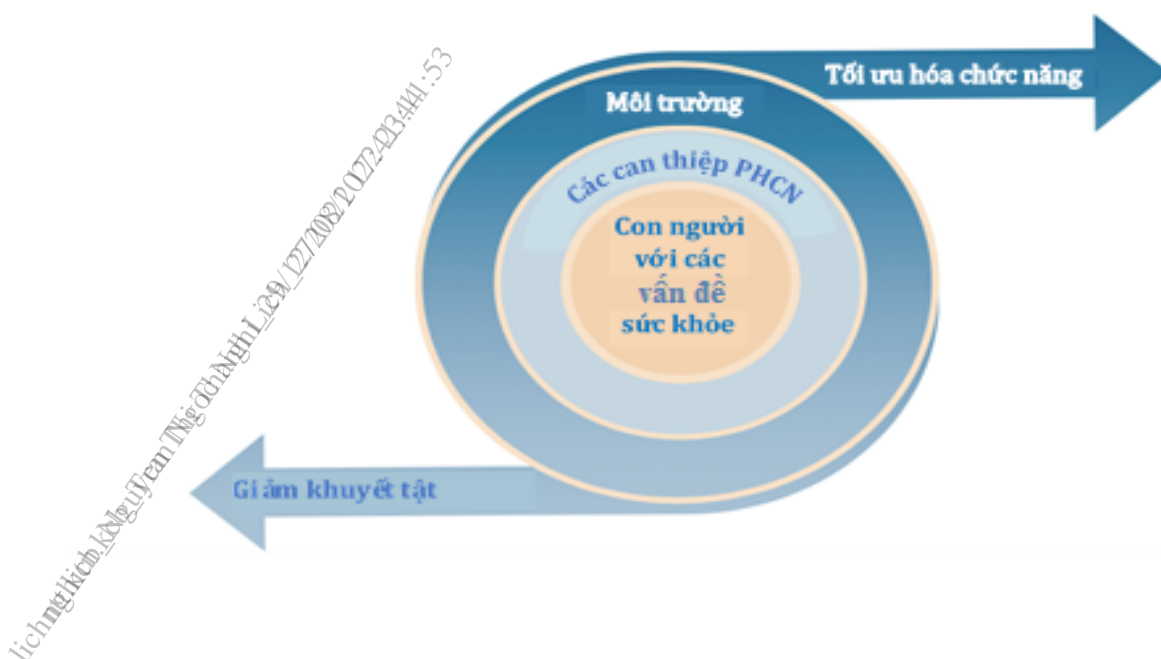 Tối ưu hóa chức năng
Môi trường
Các can thiệp PHCN
Con người
với các
vấn đề
sức khỏe
Giảm khuyết tật